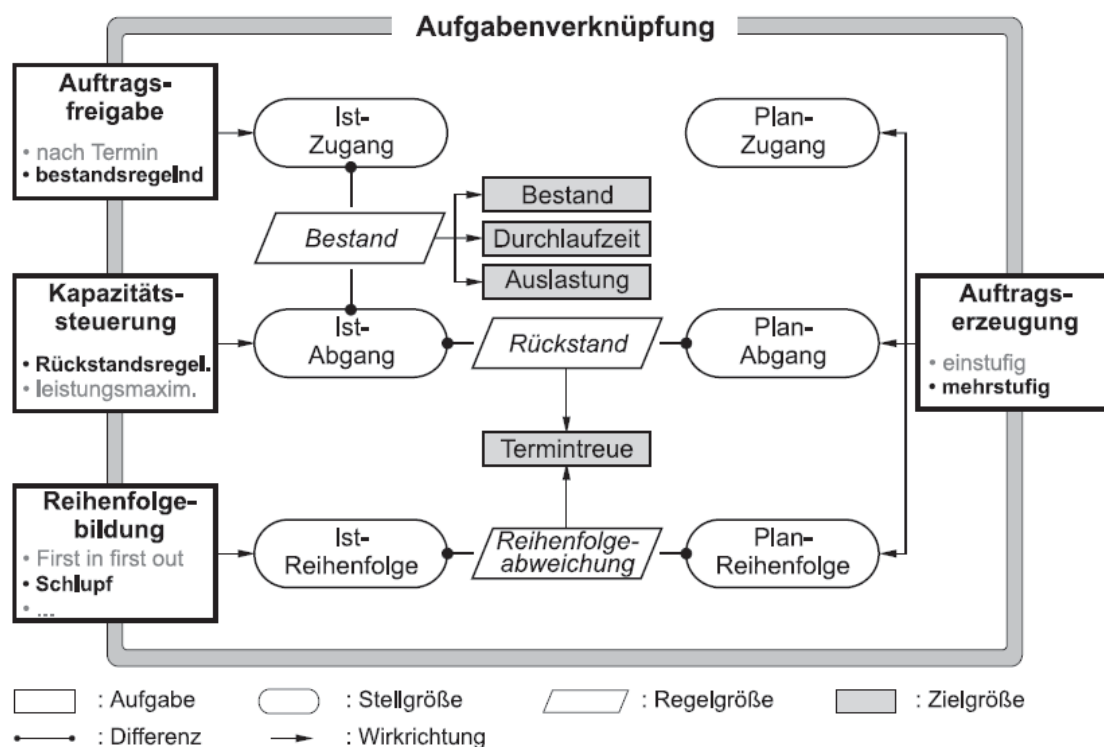 Aufgabenverknüpfung
Auftrags-
freigabe
• nach Termin
• bestandsregelnd
Ist-
Zugang
Plan-
Zugang
Bestand
Bestand
Durchlaufzeit
Auslastung
Kapazitäts-
steuerung
• Rückstandsregel.
• leistungsmaxim.
Ist-
Abgang
Rückstand
Plan-
Abgang
Auftrags-
erzeugung
• einstufig
• mehrstufig
Termintreue
Reihenfolge-
bildung
• First in first out
• Schlupf
• ...
Ist-
Reihenfolge
Reihenfolge-
abweichung
Plan-
Reihenfolge
: Aufgabe
: Stellgröße
: Regelgröße
: Zielgröße
: Differenz
: Wirkrichtung